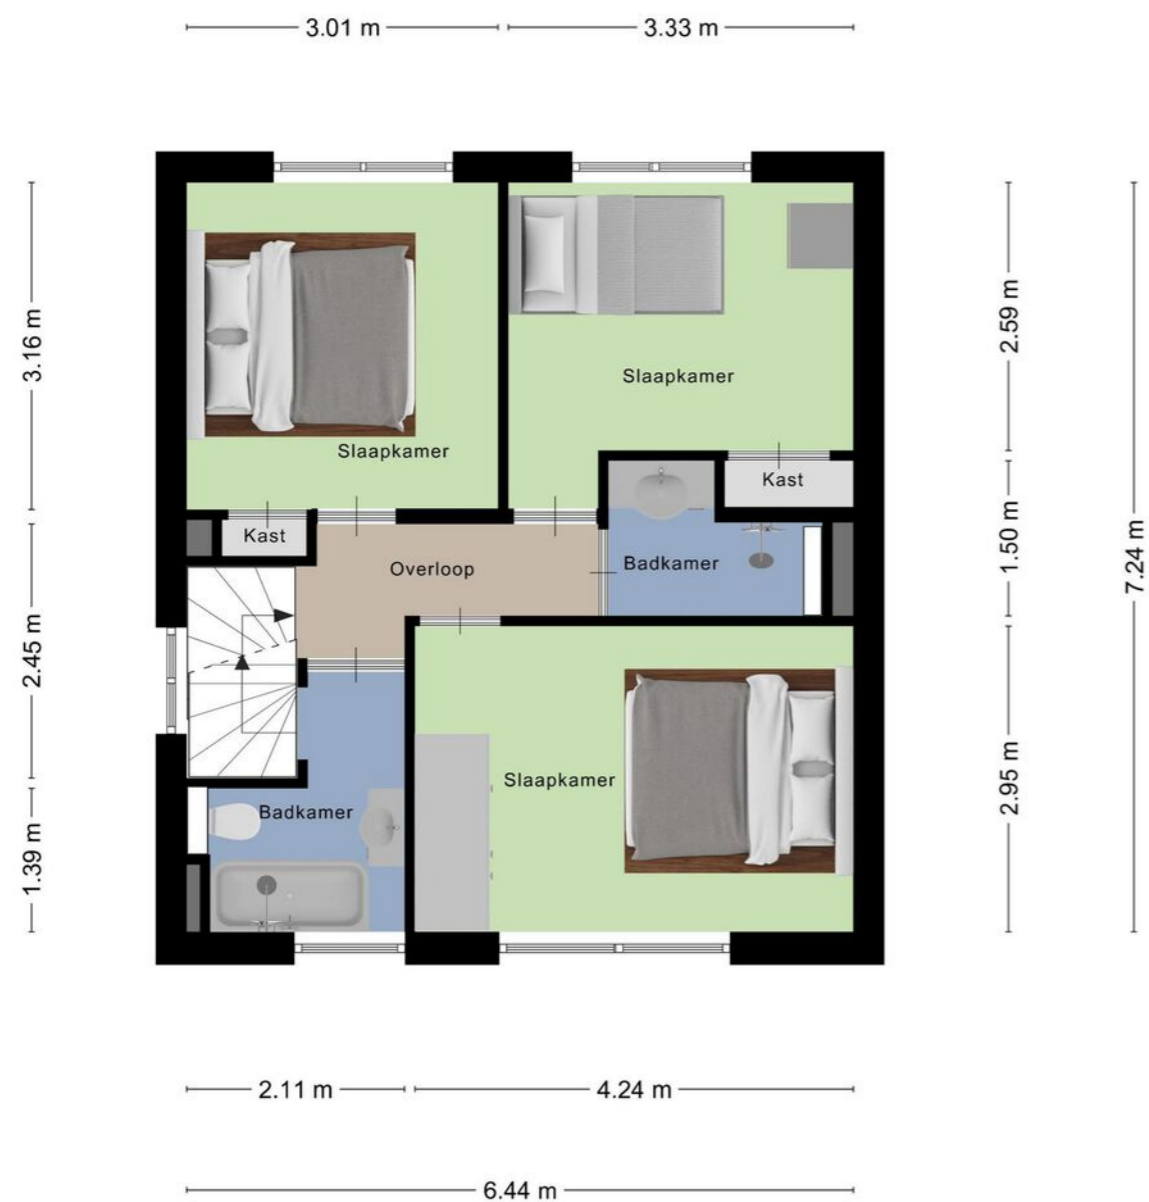 3.01 m
3.33 m
3.16 m
2.59 m
Slaapkamer
Slaapkamer
Kast
Kast
1.50 m
7.24 m
Overloop
Badkamer
2.45 m
Slaapkamer
2.95 m
Badkamer
1.39 m
2.11 m
4.24 m
6.44 m